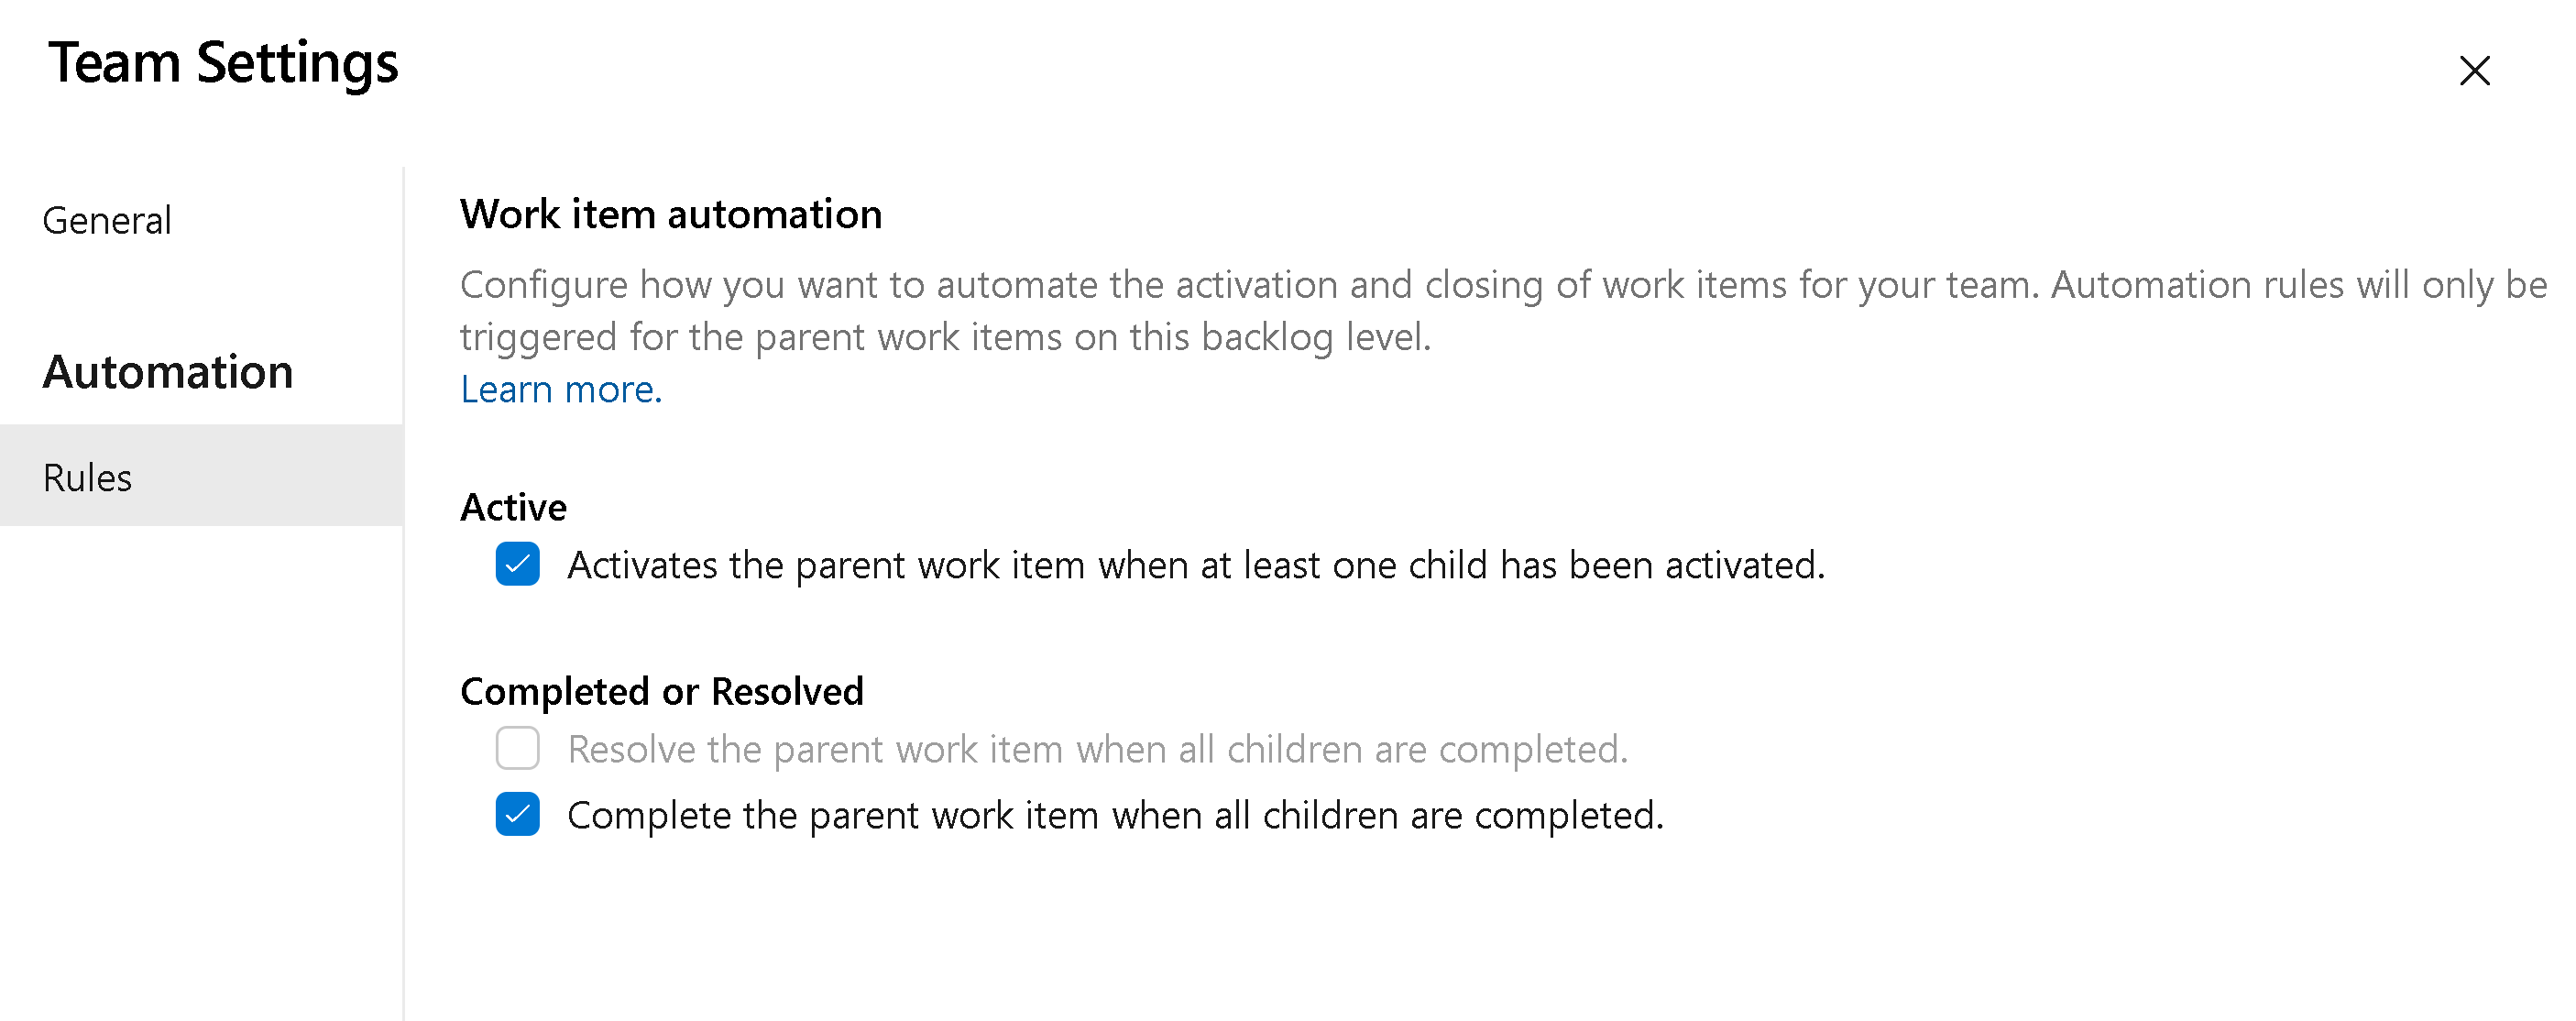 Team Settings
General
Automation
Rules
Work item automation
Configure how you want to automate the activation and closing of work items for your team. Automation rules will only be
triggered for the parent work items on this backlog level.
Learn more.
Active
Activates the parent work item when at least one child has been activated.
Completed or Resolved
Resolve the parent work item when all children are completed.
Complete the parent work item when all children are completed.